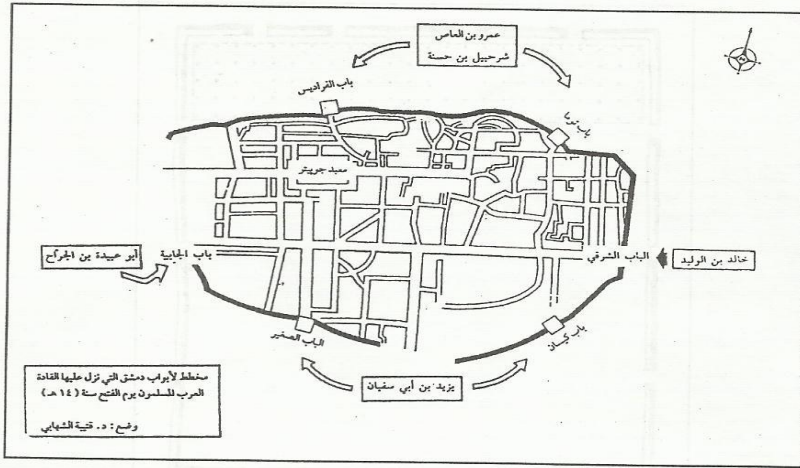 عمرو بن العاص
شرحبيل بن حسنة
باب الفراديس
باب توما
معبد جوبيتر
أبو عبيدة بن الجراح
باب الجابية
الباب الشرقي
خالد بن الوليد
الباب الصغير
باب كيسان
يزيد بن أبي سفيان
مخطط لأبواب دمشق التي نزل عليها القادة
العرب المسلمون يوم الفتح سنة (١٤ هـ)
وضع : د. قتيبة الشهابي